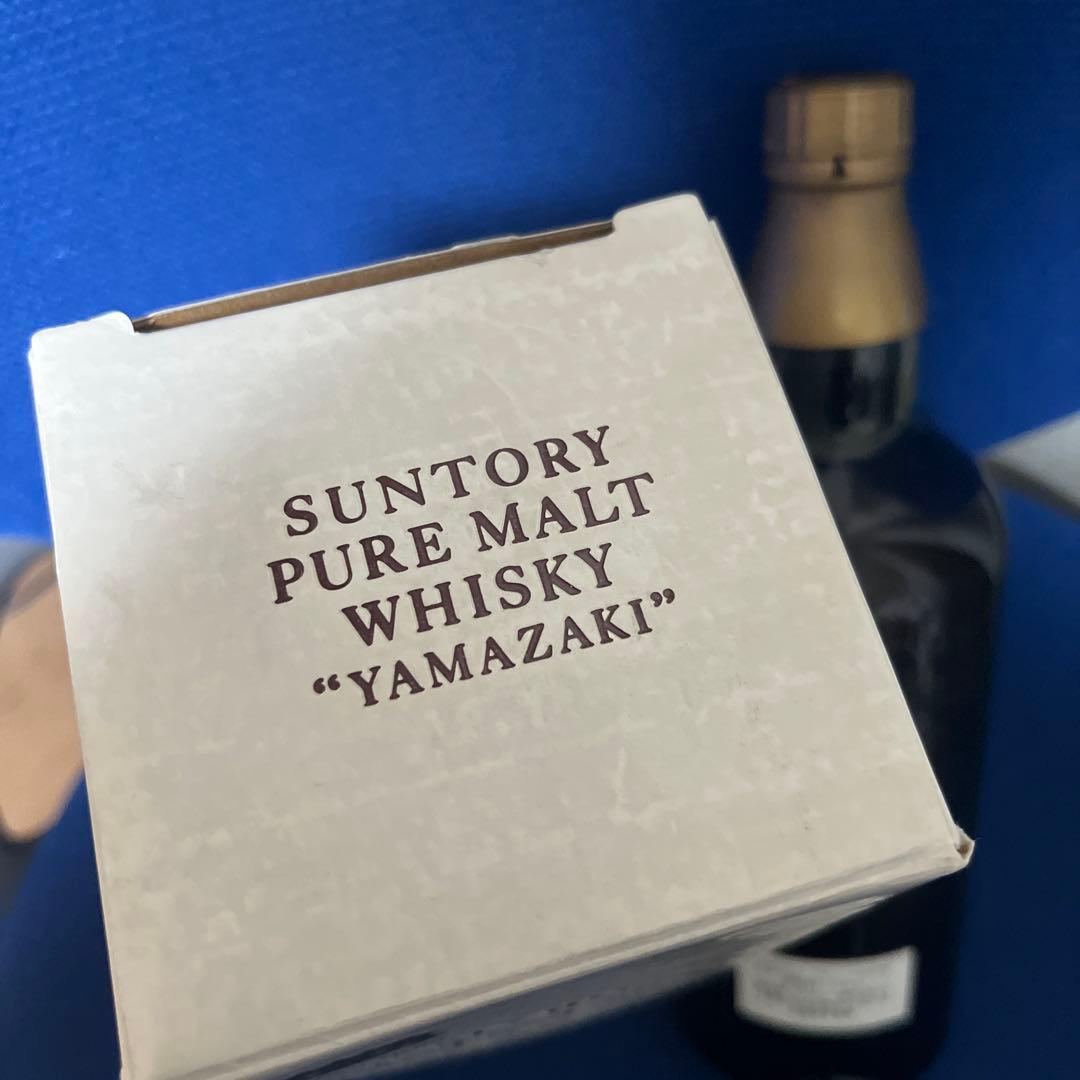 SUNTORY
PURE MALT
WHISKY
“YAMAZAKI”